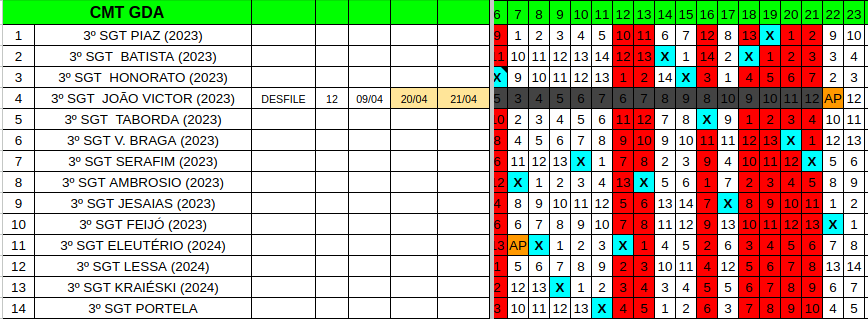 CMT GDA 6 7 8 9 10 11 12 13 14 15 16 17 18 19 20 21 22 23
1 3º SGT PIAZ (2023) 9 1 2 3 4 5 10 11 6 7 12 8 13 X 1 2 9 10
2 3º SGT BATISTA (2023) 11 10 11 12 13 14 12 13 X 1 14 2 X 1 2 3 3 4
3 3º SGT HONORATO (2023) X 9 10 11 12 13 1 2 14 X 3 1 4 5 6 7 2 3
4 3º SGT JOÃO VICTOR (2023) DESFILE 12 09/04 20/04 21/04 5 3 4 5 6 7 6 7 8 9 8 10 9 10 11 12 AP 12
5 3º SGT TABORDA (2023) 10 2 3 4 5 6 11 12 7 8 X 9 1 2 3 4 10 11
6 3º SGT V. BRAGA (2023) 8 4 5 6 7 8 9 10 9 10 11 11 12 13 X 1 12 13
7 3º SGT SERAFIM (2023) 6 11 12 13 X 1 7 8 2 3 9 4 10 11 12 X 5 6
8 3º SGT AMBROSIO (2023) 12 X 1 2 3 4 13 X 5 6 1 7 2 3 4 5 8 9
9 3º SGT JESAIAS (2023) 4 8 9 10 11 12 5 6 13 14 7 X 8 9 10 11 1 2
10 3º SGT FEIJÓ (2023) 6 6 7 8 9 10 7 8 11 12 9 13 10 11 12 13 X 1
11 3º SGT ELEUTÉRIO (2024) 13 AP X 1 2 3 X 1 4 5 2 6 3 4 5 6 7 8
12 3º SGT LESSA (2024) 1 5 6 7 8 9 2 3 10 11 4 12 5 6 7 8 13 14
13 3º SGT KRAIÉSKI (2024) 2 12 13 X 1 2 3 4 3 4 5 5 6 7 8 9 6 7
14 3º SGT PORTELA 3 10 11 12 13 X 4 5 1 2 6 3 7 8 9 10 4 5